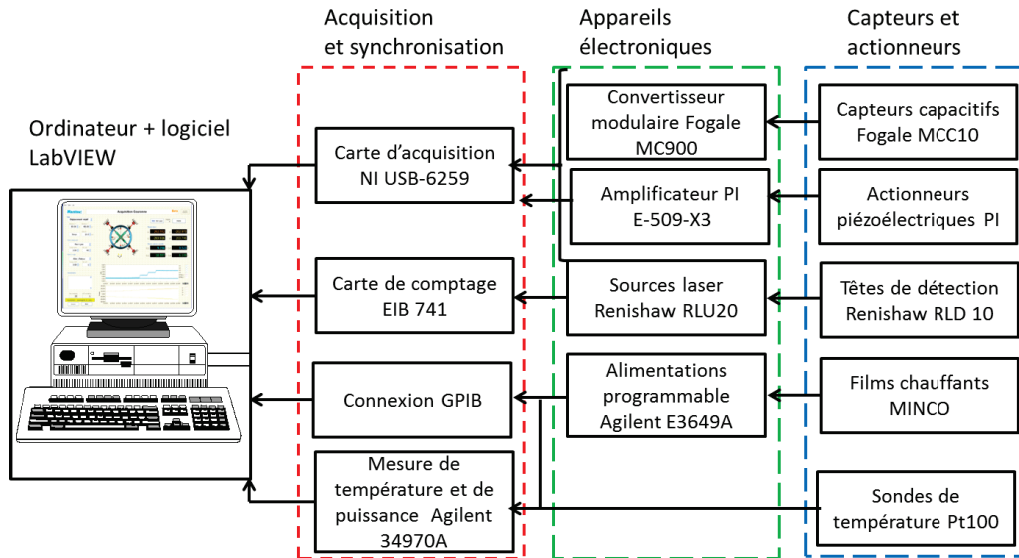 Acquisition
et synchronisation
Appareils
électroniques
Capteurs et
actionneurs
Ordinateur + logiciel
LabVIEW
Carte d'acquisition
NI USB-6259
Convertisseur
modulaire Fogale
MC900
Capteurs capacitifs
Fogale MCC10
Amplificateur PI
E-509-X3
Actionneurs
piézoélectriques PI
Carte de comptage
EIB 741
Sources laser
Renishaw RLU20
Têtes de détection
Renishaw RLD 10
Connexion GPIB
Alimentations
programmable
Agilent E3649A
Films chauffants
MINCO
Mesure de
température et de
puissance Agilent
34970A
Sondes de
température Pt100